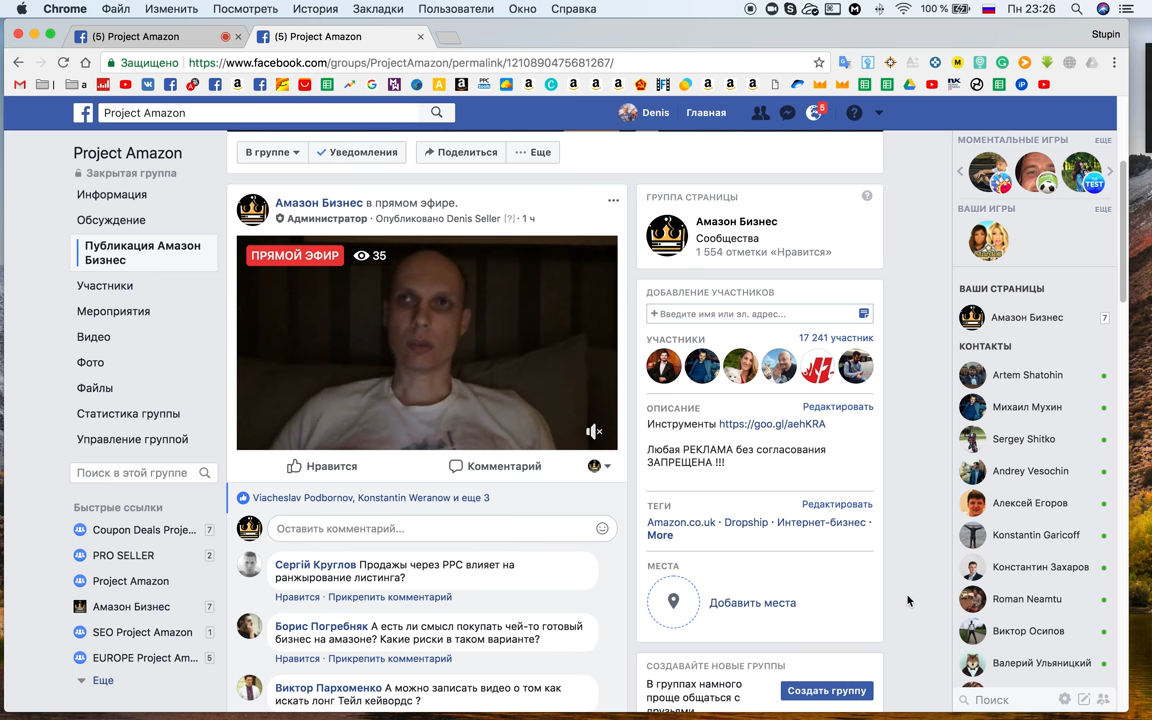 Chrome Файл Изменить Посмотреть История Закладки Пользователи Окно Справка
100 % Пн 23:26
(5) Project Amazon
(5) Project Amazon
Stupin
Защищено https://www.facebook.com/groups/ProjectAmazon/permalink/1210890475681267/
Project Amazon
Denis Главная 5
Project Amazon
Закрытая группа
Информация
Обсуждение
Публикация Амазон
Бизнес
Участники
Мероприятия
Видео
Фото
Файлы
Статистика группы
Управление группой
Поиск в этой группе
Быстрые ссылки
Coupon Deals Proje... 7
PRO SELLER 2
Project Amazon
Амазон Бизнес 7
SEO Project Amazon 1
EUROPE Project Am... 5
Еще
В группе Уведомления Поделиться Еще
Амазон Бизнес в прямом эфире.
Администратор · Опубликовано Denis Seller [?] · 1 ч
ПРЯМОЙ ЭФИР 35
Нравится Комментарий
Viacheslav Podbornov, Konstantin Weranow и еще 3
Оставить комментарий...
Сергій Круглов Продажы через PPC влияет на
ранжырование листинга?
Нравится · Прикрепить комментарий
Борис Погребняк А есть ли смысл покупать чей-то готовый
бизнес на амазоне? Какие риски в таком варианте?
Нравится · Прикрепить комментарий
Виктор Пархоменко А можно записать видео о том как
искать лонг Тейл кейвордс ?
ГРУППА СТРАНИЦЫ
Амазон Бизнес
Сообщества
1 554 отметки «Нравится»
ДОБАВЛЕНИЕ УЧАСТНИКОВ
+ Введите имя или эл. адрес...
УЧАСТНИКИ 17 241 участник
ОПИСАНИЕ Редактировать
Инструменты https://goo.gl/aehKRA
Любая РЕКЛАМА без согласования
ЗАПРЕЩЕНА !!!
ТЕГИ Редактировать
Amazon.co.uk · Dropship · Интернет-бизнес ·
More
МЕСТА
Добавить места
СОЗДАВАЙТЕ НОВЫЕ ГРУППЫ
В группах намного
проще общаться с
друзьями,
Создать группу
МОМЕНТАЛЬНЫЕ ИГРЫ ЕЩЕ
TEST
ВАШИ ИГРЫ ЕЩЕ
ВАШИ СТРАНИЦЫ
Амазон Бизнес 7
КОНТАКТЫ
Artem Shatohin
Михаил Мухин
Sergey Shitko
Andrey Vesochin
Алексей Егоров
Konstantin Garicoff
Константин Захаров
Roman Neamtu
Виктор Осипов
Валерий Ульяницкий
Поиск